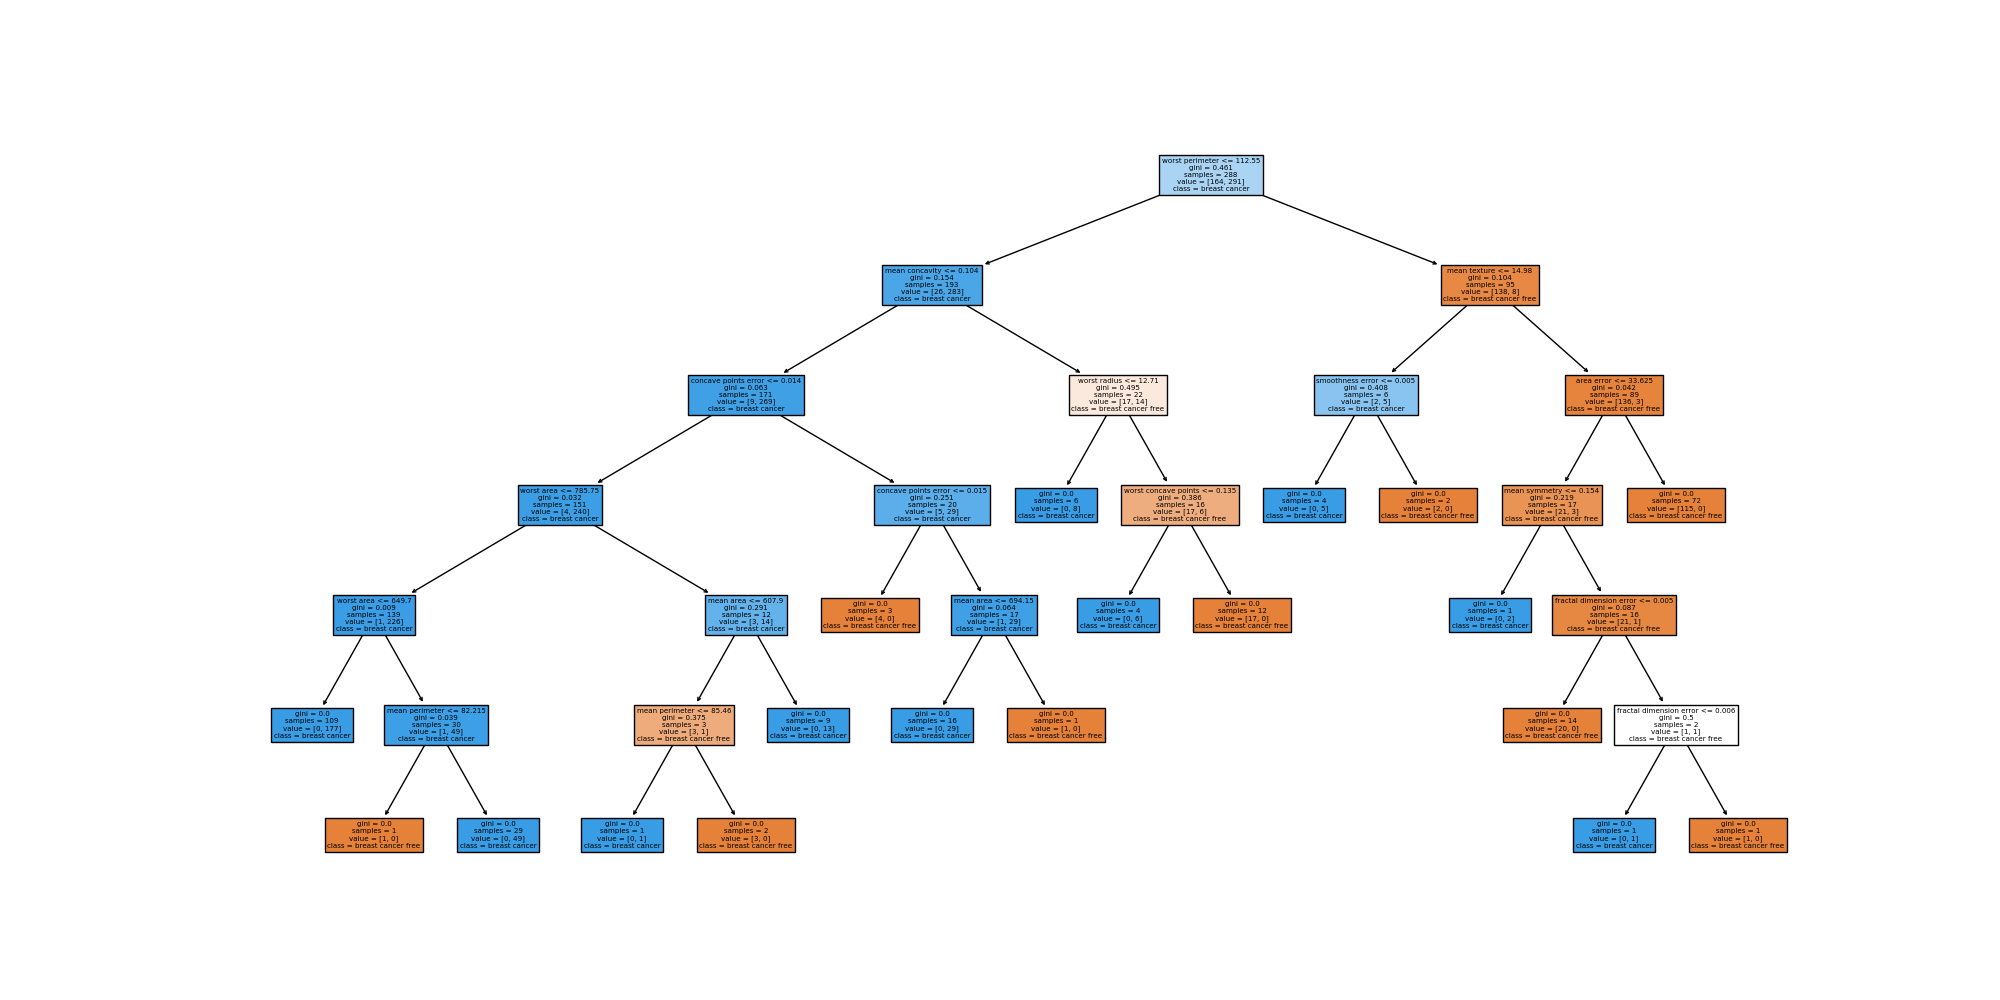 worst perimeter <= 112.55
gini = 0.461
samples = 288
value = [164, 291]
class = breast cancer
mean concavity <= 0.104
gini = 0.154
samples = 193
value = [26, 283]
class = breast cancer
mean texture <= 14.98
gini = 0.104
samples = 95
value = [138, 8]
class = breast cancer free
concave points error <= 0.014
gini = 0.063
samples = 171
value = [9, 269]
class = breast cancer
worst radius <= 12.71
gini = 0.495
samples = 22
value = [17, 14]
class = breast cancer free
smoothness error <= 0.005
gini = 0.408
samples = 6
value = [2, 5]
class = breast cancer
area error <= 33.625
gini = 0.042
samples = 89
value = [136, 3]
class = breast cancer free
worst area <= 785.75
gini = 0.032
samples = 151
value = [4, 240]
class = breast cancer
concave points error <= 0.015
gini = 0.251
samples = 20
value = [5, 29]
class = breast cancer
gini = 0.0
samples = 6
value = [0, 8]
class = breast cancer
worst concave points <= 0.135
gini = 0.386
samples = 16
value = [17, 6]
class = breast cancer free
gini = 0.0
samples = 4
value = [0, 5]
class = breast cancer
gini = 0.0
samples = 2
value = [2, 0]
class = breast cancer free
mean symmetry <= 0.154
gini = 0.219
samples = 17
value = [21, 3]
class = breast cancer free
gini = 0.0
samples = 72
value = [115, 0]
class = breast cancer free
worst area <= 649.7
gini = 0.009
samples = 139
value = [1, 226]
class = breast cancer
mean area <= 607.9
gini = 0.291
samples = 12
value = [3, 14]
class = breast cancer
gini = 0.0
samples = 3
value = [4, 0]
class = breast cancer free
mean area <= 694.15
gini = 0.064
samples = 17
value = [1, 29]
class = breast cancer
gini = 0.0
samples = 4
value = [0, 6]
class = breast cancer
gini = 0.0
samples = 12
value = [17, 0]
class = breast cancer free
gini = 0.0
samples = 1
value = [0, 2]
class = breast cancer
fractal dimension error <= 0.005
gini = 0.087
samples = 16
value = [21, 1]
class = breast cancer free
gini = 0.0
samples = 109
value = [0, 177]
class = breast cancer
mean perimeter <= 82.215
gini = 0.039
samples = 30
value = [1, 49]
class = breast cancer
mean perimeter <= 85.46
gini = 0.375
samples = 3
value = [3, 1]
class = breast cancer free
gini = 0.0
samples = 9
value = [0, 13]
class = breast cancer
gini = 0.0
samples = 16
value = [0, 29]
class = breast cancer
gini = 0.0
samples = 1
value = [1, 0]
class = breast cancer free
gini = 0.0
samples = 14
value = [20, 0]
class = breast cancer free
fractal dimension error <= 0.006
gini = 0.5
samples = 2
value = [1, 1]
class = breast cancer free
gini = 0.0
samples = 1
value = [1, 0]
class = breast cancer free
gini = 0.0
samples = 29
value = [0, 49]
class = breast cancer
gini = 0.0
samples = 1
value = [0, 1]
class = breast cancer
gini = 0.0
samples = 2
value = [3, 0]
class = breast cancer free
gini = 0.0
samples = 1
value = [0, 1]
class = breast cancer
gini = 0.0
samples = 1
value = [1, 0]
class = breast cancer free